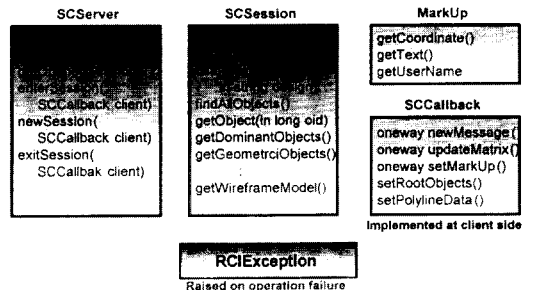 SCServer
enterSession(
SCCallback client)
newSession(
SCCallback client)
exitSession(
SCCallbak client)
SCSession
findAllObjects()
getObject(in long oid)
getDominantObjects()
getGeometrciObjects()
:
getWireframeModel()
MarkUp
getCoordinate()
getText()
getUserName
SCCallback
oneway newMessage()
oneway updateMatrix()
oneway setMarkUp()
setRootObjects()
setPolylineData()
Implemented at client side
RCIException
Raised on operation failure